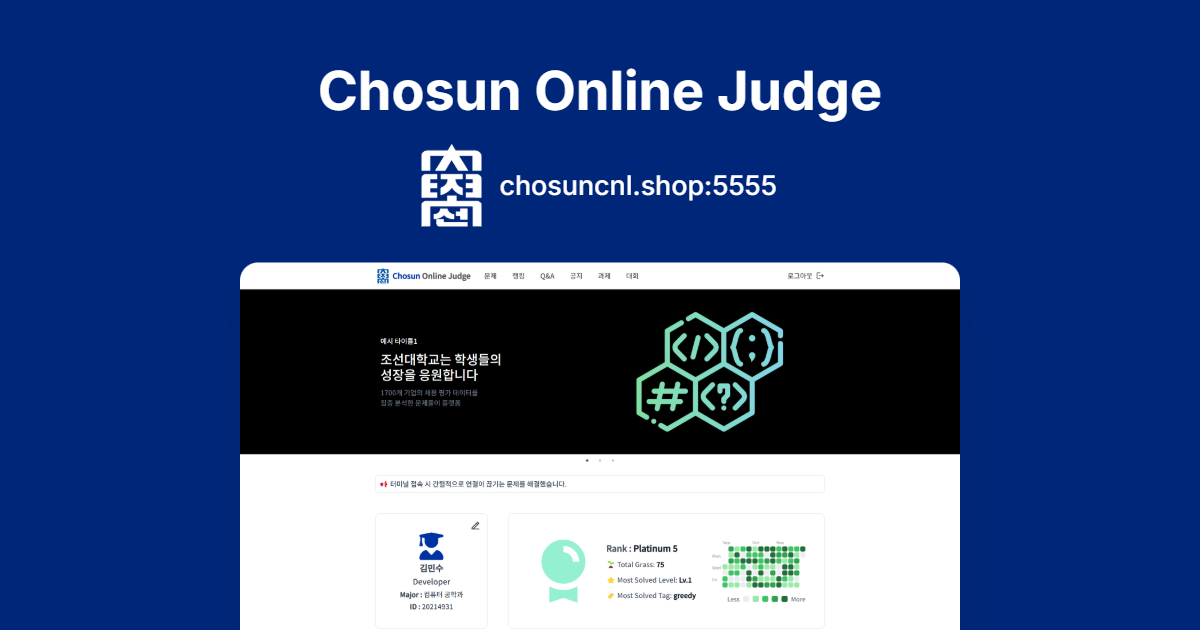 Chosun Online Judge
조선
chosuncnl.shop:5555
Chosun Online Judge 문제 랭킹 Q&A 공지 과제 대회 로그아웃
예시 타이틀1
조선대학교는 학생들의
성장을 응원합니다
1700개 기업의 채용 평가 데이터를
집중 분석한 문제풀이 플랫폼
</>
{;}
#
<?>
터미널 접속 시 간헐적으로 연결이 끊기는 문제를 해결했습니다.
김민수
Developer
Major : 컴퓨터 공학과
ID : 20214931
Rank : Platinum 5
Total Grass: 75
Most Solved Level: Lv.1
Most Solved Tag: greedy
Sep Oct Nov
Mon
Wed
Fri
Less More